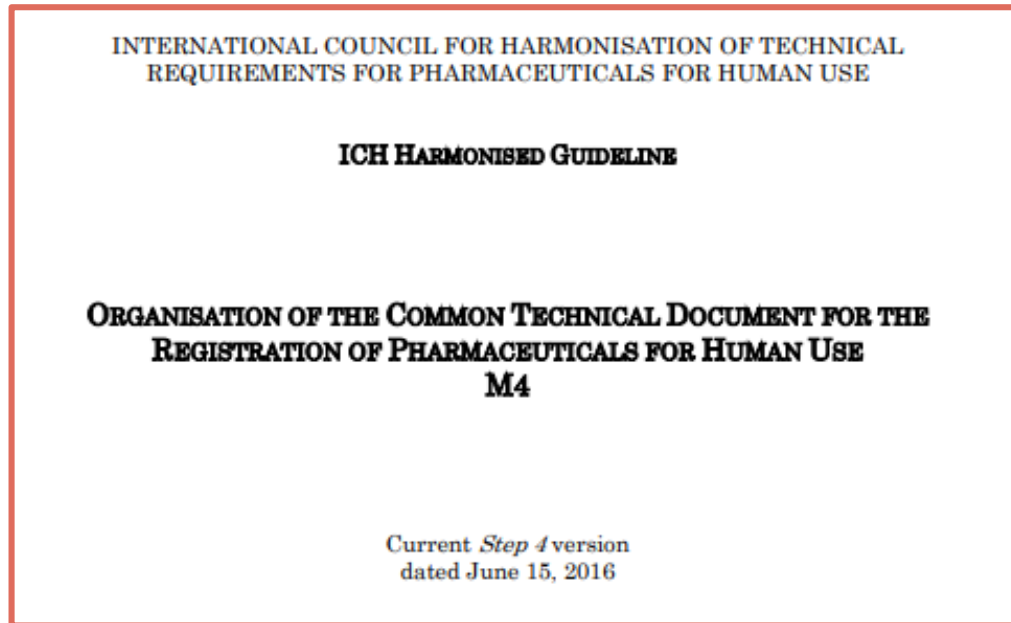 INTERNATIONAL COUNCIL FOR HARMONISATION OF TECHNICAL
REQUIREMENTS FOR PHARMACEUTICALS FOR HUMAN USE
ICH HARMONISED GUIDELINE
ORGANISATION OF THE COMMON TECHNICAL DOCUMENT FOR THE
REGISTRATION OF PHARMACEUTICALS FOR HUMAN USE
M4
Current Step 4 version
dated June 15, 2016